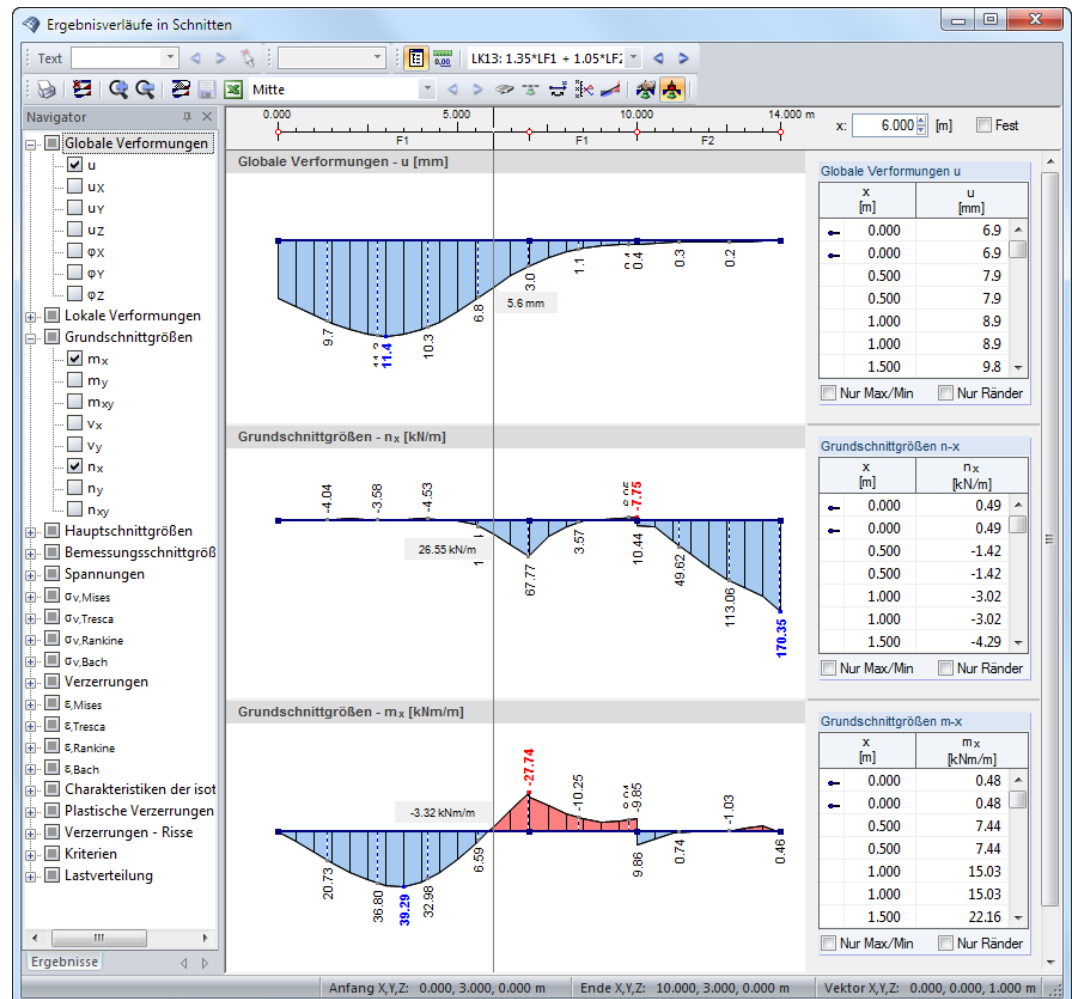 Ergebnisverläufe in Schnitten
Text LK13: 1.35*LF1 + 1.05*LF
Mitte
Navigator
Globale Verformungen
u
uX
uY
uZ
φX
φY
φZ
Lokale Verformungen
Grundschnittgrößen
mx
my
mxy
vx
vy
nx
ny
nxy
Hauptschnittgrößen
Bemessungsschnittgröß
Spannungen
σv,Mises
σv,Tresca
σv,Rankine
σv,Bach
Verzerrungen
ε,Mises
ε,Tresca
ε,Rankine
ε,Bach
Charakteristiken der isot
Plastische Verzerrungen
Verzerrungen - Risse
Kriterien
Lastverteilung
Ergebnisse
0.000 5.000 10.000 14.000 m
F1 F1 F2
x: 6.000 [m] Fest
Globale Verformungen - u [mm]
9.7
11.4
10.3
6.8
5.6 mm
3.0
1.1
0.4
0.3
0.2
Globale Verformungen u
x u
[m] [mm]
0.000 6.9
0.000 6.9
0.500 7.9
0.500 7.9
1.000 8.9
1.000 8.9
1.500 9.8
Nur Max/Min Nur Ränder
Grundschnittgrößen - nx [kN/m]
-4.04
-3.58
-4.53
26.55 kN/m
67.77
3.57
-7.75
10.44
49.62
113.06
170.35
Grundschnittgrößen n-x
x nx
[m] [kN/m]
0.000 0.49
0.000 0.49
0.500 -1.42
0.500 -1.42
1.000 -3.02
1.000 -3.02
1.500 -4.29
Nur Max/Min Nur Ränder
Grundschnittgrößen - mx [kNm/m]
20.73
36.80
39.29
32.98
6.59
-3.32 kNm/m
-27.74
-10.25
-9.85
9.86
0.74
-1.03
0.46
Grundschnittgrößen m-x
x mx
[m] [kNm/m]
0.000 0.48
0.000 0.48
0.500 7.44
0.500 7.44
1.000 15.03
1.000 15.03
1.500 22.16
Nur Max/Min Nur Ränder
Anfang X,Y,Z: 0.000, 3.000, 0.000 m Ende X,Y,Z: 10.000, 3.000, 0.000 m Vektor X,Y,Z: 0.000, 0.000, 1.000 m